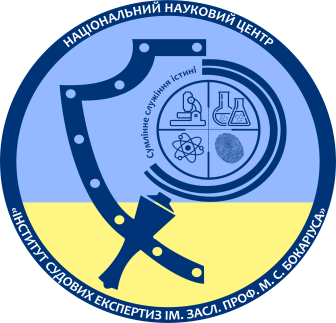 НАЦІОНАЛЬНИЙ НАУКОВИЙ ЦЕНТР
сумлінне служіння істині
«ІНСТИТУТ СУДОВИХ ЕКСПЕРТИЗ ІМ. ЗАСЛ. ПРОФ. М. С. БОКАРІУСА»